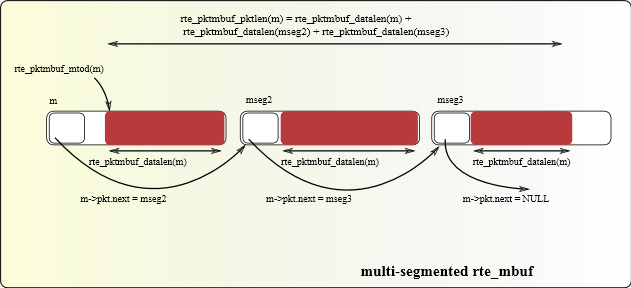 rte_pktmbuf_pktlen(m) = rte_pktmbuf_datalen(m) +
rte_pktmbuf_datalen(mseg2) + rte_pktmbuf_datalen(mseg3)
rte_pktmbuf_mtod(m)
m
mseg2
mseg3
rte_pktmbuf_datalen(m)
rte_pktmbuf_datalen(m)
rte_pktmbuf_datalen(m)
m->pkt.next = mseg2
m->pkt.next = mseg3
m->pkt.next = NULL
multi-segmented rte_mbuf